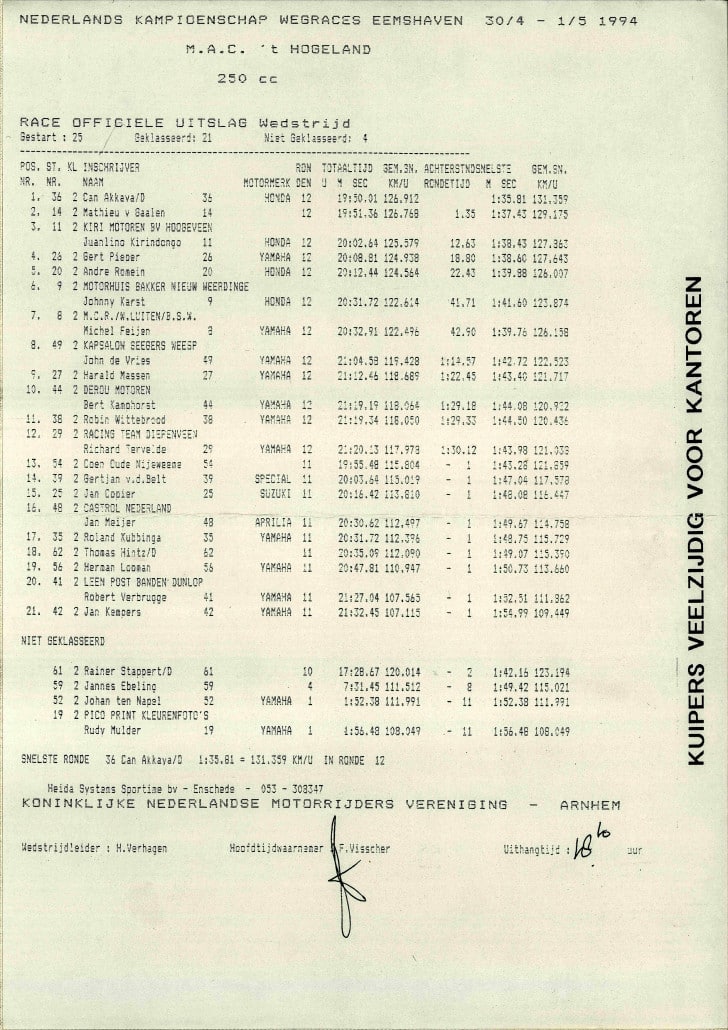 NEDERLANDS KAMPIOENSCHAP WEGRACES EEMSHAVEN 30/4 - 1/5 1994
M.A.C. 't HOGELAND
250 cc
RACE OFFICIELE UITSLAG Wedstrijd
Gestart : 25 Geklasseerd: 21 Niet Geklasseerd: 4
POS. ST. KL INSCHRIJVER RON TOTAALTIJD GEM.SN. ACHTERSTNDSNELSTE GEM.SN.
NR. NR. NAAM MOTORMERK DEN U M SEC KM/U RONDETIJD M SEC KM/U
1. 36 2 Can Akkaya/D 36 HONDA 12 19:50.01 126.912 1:35.81 131.359
2. 14 2 Mathieu v Gaalen 14 12 19:51.36 126.768 1.35 1:37.43 129.175
3. 11 2 KIRI MOTOREN BV HOOGEVEEN
Juanlino Kirindongo 11 HONDA 12 20:02.64 125.579 12.63 1:38.43 127.863
4. 26 2 Gert Pieper 26 YAMAHA 12 20:08.81 124.938 18.80 1:38.60 127.643
5. 20 2 Andre Romein 20 HONDA 12 20:12.44 124.564 22.43 1:39.88 126.007
6. 9 2 MOTORHUIS BAKKER NIEUW WEERDINGE
Johnny Karst 9 HONDA 12 20:31.72 122.614 41.71 1:41.60 123.874
7. 8 2 M.C.R./W.LUITEN/B.S.W.
Michel Feijen 8 YAMAHA 12 20:32.91 122.496 42.90 1:39.76 126.158
8. 49 2 KAPSALON SEEGERS WEESP
John de Vries 49 YAMAHA 12 21:04.58 119.428 1:14.57 1:42.72 122.523
9. 27 2 Harald Massen 27 YAMAHA 12 21:12.46 118.689 1:22.45 1:43.40 121.717
10. 44 2 DEROU MOTOREN
Bert Kamphorst 44 YAMAHA 12 21:19.19 118.064 1:29.18 1:44.08 120.922
11. 38 2 Robin Wittebrood 38 YAMAHA 12 21:19.34 118.050 1:29.33 1:44.50 120.436
12. 29 2 RACING TEAM DIEPENVEEN
Richard Tervelde 29 YAMAHA 12 21:20.13 117.978 1:30.12 1:43.98 121.038
13. 54 2 Coen Oude Nijeweeme 54 11 19:55.48 115.804 - 1 1:43.28 121.859
14. 39 2 Gertjan v.d.Belt 39 SPECIAL 11 20:03.64 115.019 - 1 1:47.04 117.578
15. 25 2 Jan Copier 25 SUZUKI 11 20:16.42 113.810 - 1 1:48.08 116.447
16. 48 2 CASTROL NEDERLAND
Jan Meijer 48 APRILIA 11 20:30.62 112.497 - 1 1:49.67 114.758
17. 35 2 Roland Kubbinga 35 YAMAHA 11 20:31.72 112.396 - 1 1:48.75 115.729
18. 62 2 Thomas Hintz/D 62 11 20:35.09 112.090 - 1 1:49.07 115.390
19. 56 2 Herman Looman 56 YAMAHA 11 20:47.81 110.947 - 1 1:50.73 113.660
20. 41 2 LEEN POST BANDEN DUNLOP
Robert Verbrugge 41 YAMAHA 11 21:27.04 107.565 - 1 1:52.51 111.862
21. 42 2 Jan Kempers 42 YAMAHA 11 21:32.45 107.115 - 1 1:54.99 109.449
NIET GEKLASSEERD
61 2 Rainer Stappert/D 61 10 17:28.67 120.014 - 2 1:42.16 123.194
59 2 Jannes Ebeling 59 4 7:31.45 111.512 - 8 1:49.42 115.021
52 2 Johan ten Napel 52 YAMAHA 1 1:52.38 111.991 - 11 1:52.38 111.991
19 2 PICO PRINT KLEURENFOTO'S
Rudy Mulder 19 YAMAHA 1 1:56.48 108.049 - 11 1:56.48 108.049
SNELSTE RONDE 36 Can Akkaya/D 1:35.81 = 131.359 KM/U IN RONDE 12
Heida Systems Sportime bv - Enschede - 053 - 308347
KONINKLIJKE NEDERLANDSE MOTORRIJDERS VERENIGING - ARNHEM
Wedstrijdleider : H.Verhagen Hoofdtijdwaarnemer : F.Visscher Uithangtijd : 18 10 uur
KUIPERS VEELZIJDIG VOOR KANTOREN